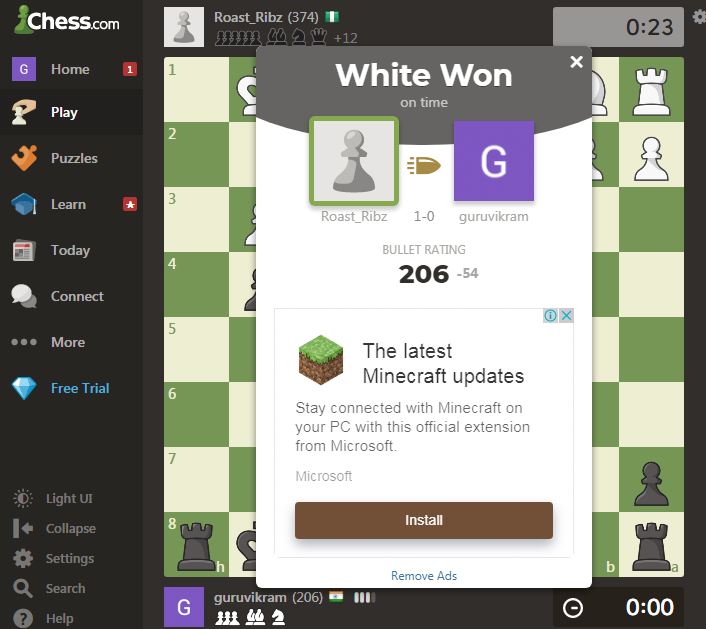 Chess.com
G
Home
1
Play
Puzzles
Learn
Today
Connect
More
Free Trial
Light UI
Collapse
Settings
Search
Help
Roast_Ribz (374)
+12
0:23
White Won
on time
G
Roast_Ribz
1-0
guruvikram
BULLET RATING
206 -54
The latest
Minecraft updates
Stay connected with Minecraft on
your PC with this official extension
from Microsoft.
Microsoft
Install
Remove Ads
1
2
3
4
5
6
7
8
h
b
a
G
guruvikram (206)
0:00